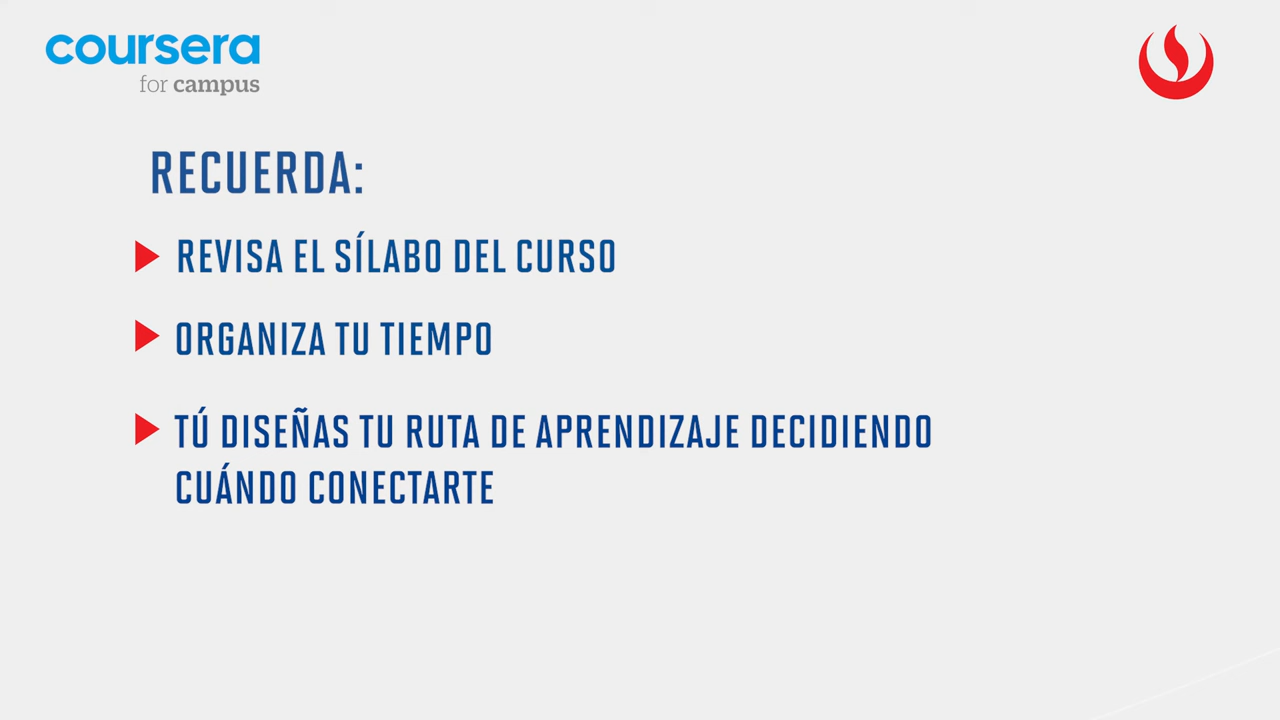 coursera
for campus
RECUERDA:
REVISA EL SÍLABO DEL CURSO
ORGANIZA TU TIEMPO
TÚ DISEÑAS TU RUTA DE APRENDIZAJE DECIDIENDO
CUÁNDO CONECTARTE